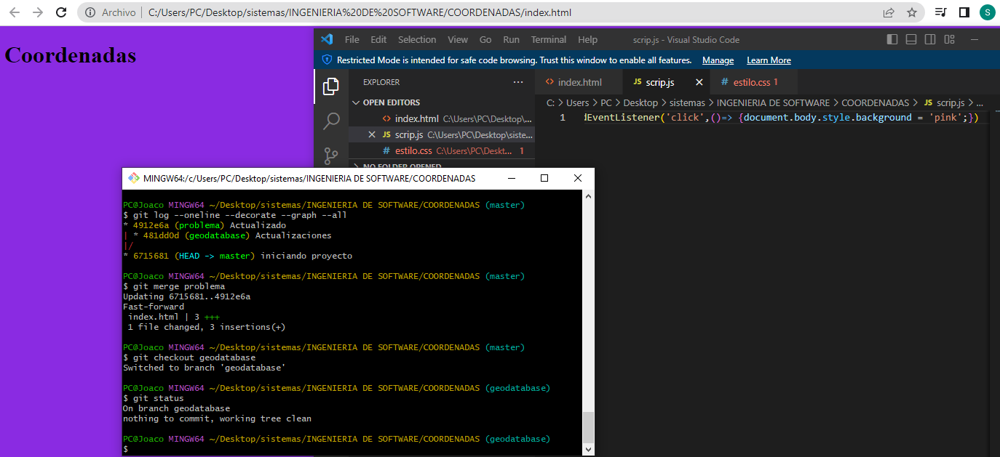 Archivo | C:/Users/PC/Desktop/sistemas/INGENIERIA%20DE%20SOFTWARE/COORDENADAS/index.html
S
Coordenadas
File Edit Selection View Go Run Terminal Help scrip.js - Visual Studio Code
Restricted Mode is intended for safe code browsing. Trust this window to enable all features. Manage Learn More
EXPLORER ...
index.html
JS scrip.js
# estilo.css 1
OPEN EDITORS
<> index.html C:\Users\PC\Desktop\...
JS scrip.js C:\Users\PC\Desktop\siste...
# estilo.css C:\Users\PC\Deskt... 1
NO FOLDER OPENED
C: > Users > PC > Desktop > sistemas > INGENIERIA DE SOFTWARE > COORDENADAS > JS scrip.js > ...
1 dEventListener('click',()=> {document.body.style.background = 'pink';})
MINGW64:/c/Users/PC/Desktop/sistemas/INGENIERIA DE SOFTWARE/COORDENADAS
PC@Joaco MINGW64 ~/Desktop/sistemas/INGENIERIA DE SOFTWARE/COORDENADAS (master)
$ git log --oneline --decorate --graph --all
* 4912e6a (problema) Actualizado
| * 481dd0d (geodatabase) Actualizaciones
|/
* 6715681 (HEAD -> master) iniciando proyecto
PC@Joaco MINGW64 ~/Desktop/sistemas/INGENIERIA DE SOFTWARE/COORDENADAS (master)
$ git merge problema
Updating 6715681..4912e6a
Fast-forward
index.html | 3 +++
1 file changed, 3 insertions(+)
PC@Joaco MINGW64 ~/Desktop/sistemas/INGENIERIA DE SOFTWARE/COORDENADAS (master)
$ git checkout geodatabase
Switched to branch 'geodatabase'
PC@Joaco MINGW64 ~/Desktop/sistemas/INGENIERIA DE SOFTWARE/COORDENADAS (geodatabase)
$ git status
On branch geodatabase
nothing to commit, working tree clean
PC@Joaco MINGW64 ~/Desktop/sistemas/INGENIERIA DE SOFTWARE/COORDENADAS (geodatabase)
$